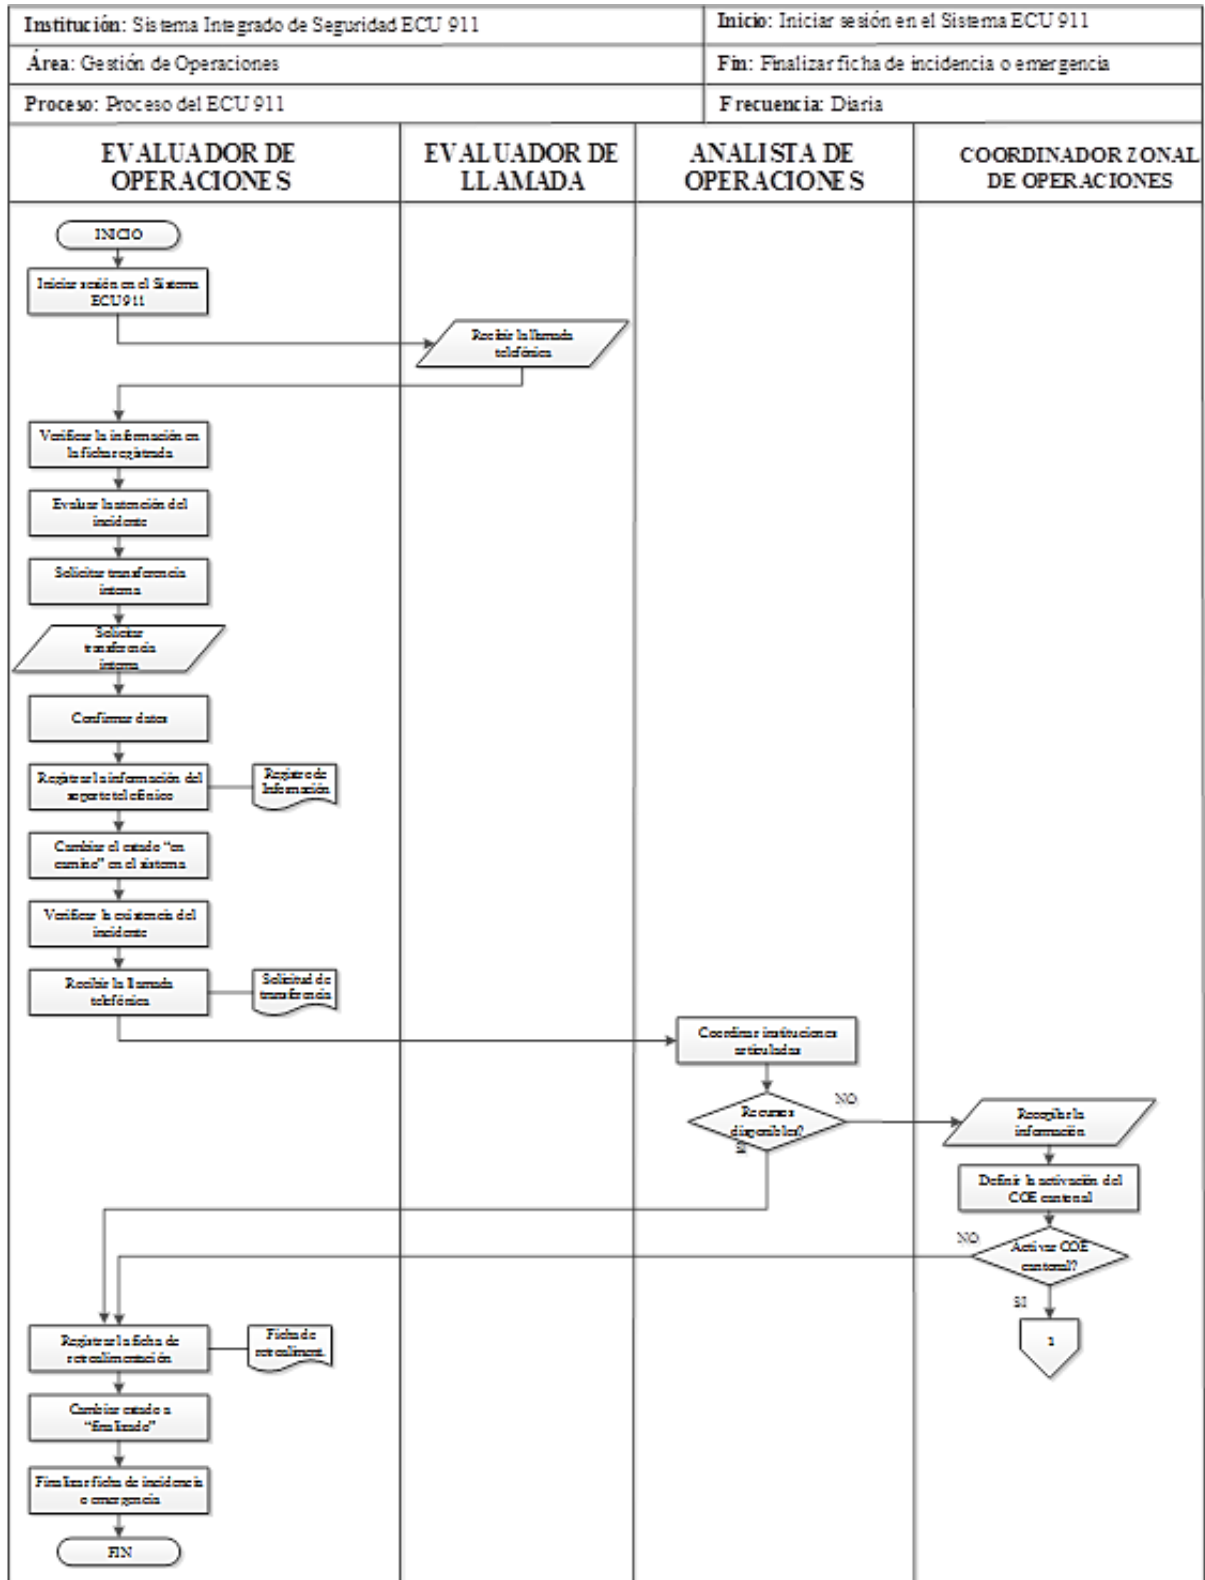 Institución: Sistema Integrado de Seguridad ECU 911
Inicio: Iniciar sesión en el Sistema ECU 911
Área: Gestión de Operaciones
Fin: Finalizar ficha de incidencia o emergencia
Proceso: Proceso del ECU 911
Frecuencia: Diaria
EVALUADOR DE
OPERACIONES
EVALUADOR DE
LLAMADA
ANALISTA DE
OPERACIONES
COORDINADOR ZONAL
DE OPERACIONES
INICIO
Iniciar sesión en el Sistema
ECU911
Recibir la llamada
telefónica
Verificar la información en
la ficha registrada
Evaluar la atención del
incidente
Solicitar transferencia
interna
Solicitar
transferencia
interna
Confirmar datos
Registrar la información del
soporte telefónico
Registro de
Información
Cambiar el estado “en
camino” en el sistema
Verificar la existencia del
incidente
Recibir la llamada
telefónica
Solicitud de
transferencia
Coordinar instituciones
articuladas
Recursos
disponibles?
NO
SI
Recopilar la
información
Definir la activación del
COE cantonal
Activar COE
cantonal?
NO
SI
1
Registrar la ficha de
retroalimentación
Ficha de
retroaliment.
Cambiar estado a
“finalizado”
Finalizar ficha de incidencia
o emergencia
FIN